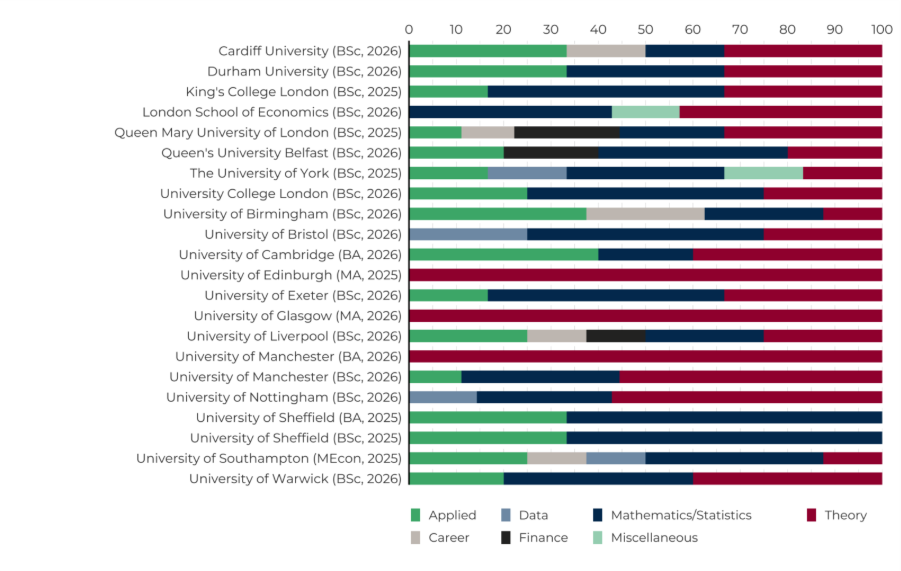 0 10 20 30 40 50 60 70 80 90 100
Cardiff University (BSc, 2026)
Durham University (BSc, 2026)
King's College London (BSc, 2025)
London School of Economics (BSc, 2026)
Queen Mary University of London (BSc, 2025)
Queen's University Belfast (BSc, 2026)
The University of York (BSc, 2025)
University College London (BSc, 2026)
University of Birmingham (BSc, 2026)
University of Bristol (BSc, 2026)
University of Cambridge (BA, 2026)
University of Edinburgh (MA, 2025)
University of Exeter (BSc, 2026)
University of Glasgow (MA, 2026)
University of Liverpool (BSc, 2026)
University of Manchester (BA, 2026)
University of Manchester (BSc, 2026)
University of Nottingham (BSc, 2026)
University of Sheffield (BA, 2025)
University of Sheffield (BSc, 2025)
University of Southampton (MEcon, 2025)
University of Warwick (BSc, 2026)
Applied Data Mathematics/Statistics Theory
Career Finance Miscellaneous